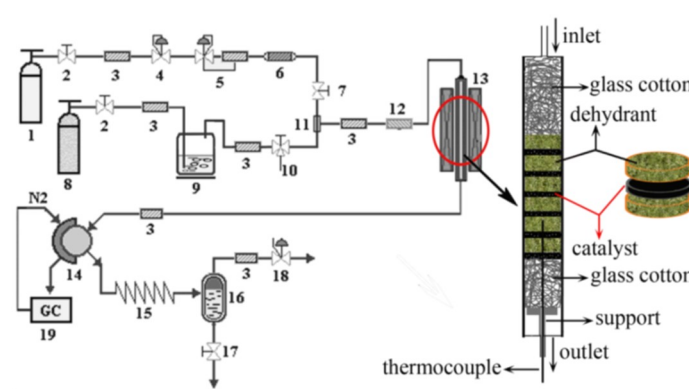 inlet
13
glass cotton
2
3
4
5
6
7
dehydrant
1
2
3
11
3
12
8
9
3
10
N2
3
catalyst
14
3
18
glass cotton
GC
15
16
support
19
17
outlet
thermocouple